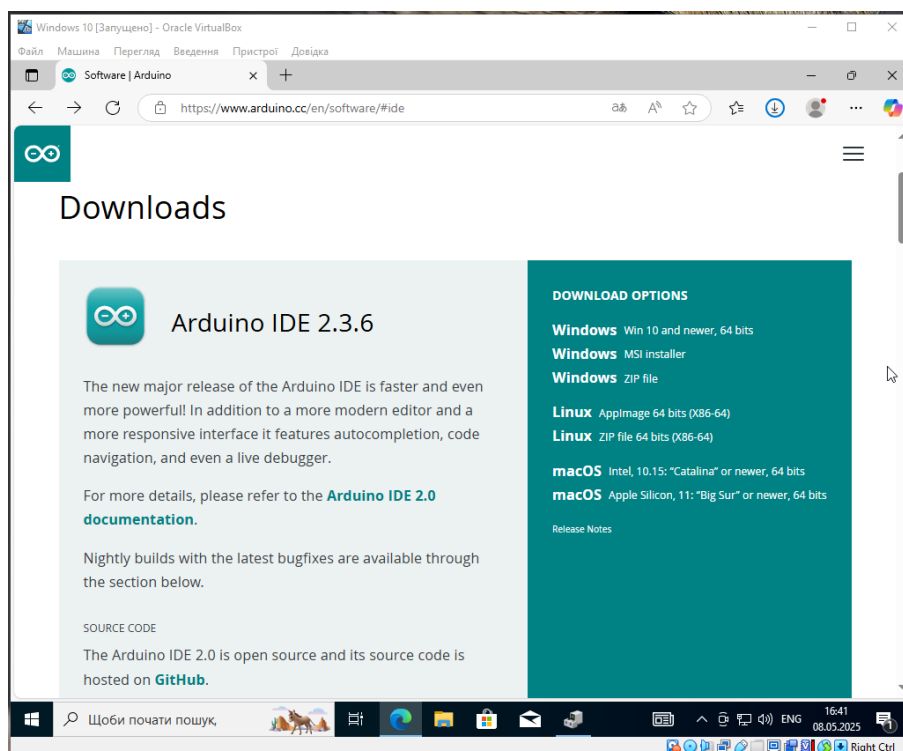 Windows 10 [Запущено] - Oracle VirtualBox
Файл Машина Перегляд Введення Пристрої Довідка
Software | Arduino
https://www.arduino.cc/en/software/#ide
Downloads
Arduino IDE 2.3.6
The new major release of the Arduino IDE is faster and even
more powerful! In addition to a more modern editor and a
more responsive interface it features autocompletion, code
navigation, and even a live debugger.
For more details, please refer to the Arduino IDE 2.0
documentation.
Nightly builds with the latest bugfixes are available through
the section below.
SOURCE CODE
The Arduino IDE 2.0 is open source and its source code is
hosted on GitHub.
DOWNLOAD OPTIONS
Windows Win 10 and newer, 64 bits
Windows MSI installer
Windows ZIP file
Linux AppImage 64 bits (X86-64)
Linux ZIP file 64 bits (X86-64)
macOS Intel, 10.15: “Catalina” or newer, 64 bits
macOS Apple Silicon, 11: “Big Sur” or newer, 64 bits
Release Notes
Щоби почати пошук,
ENG
16:41
08.05.2025
1
Right Ctrl